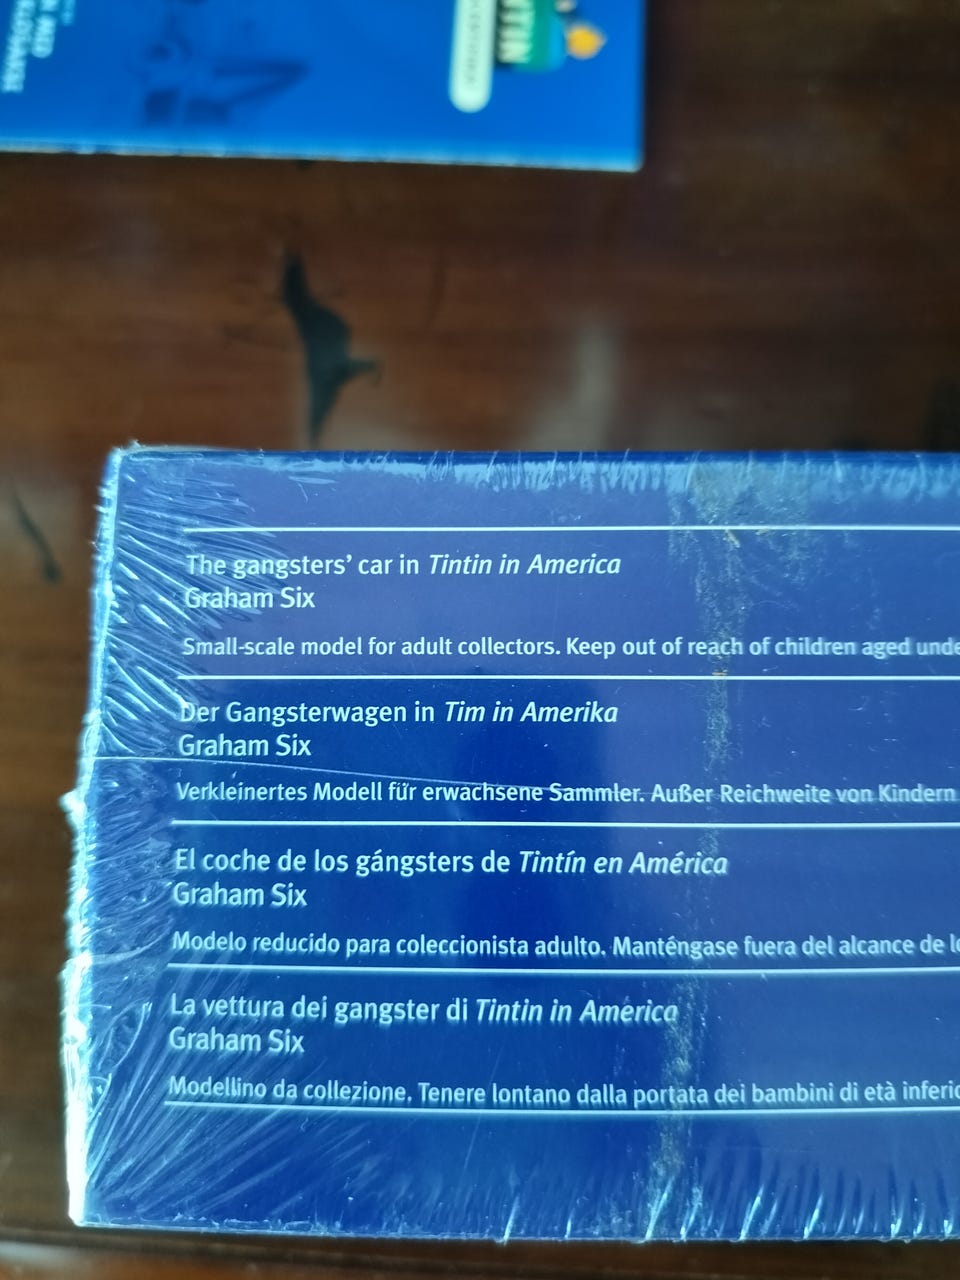 TINTIN
The gangsters' car in Tintin in America
Graham Six
Small-scale model for adult collectors. Keep out of reach of children aged unde
Der Gangsterwagen in Tim in Amerika
Graham Six
Verkleinertes Modell für erwachsene Sammler. Außer Reichweite von Kindern
El coche de los gángsters de Tintín en América
Graham Six
Modelo reducido para coleccionista adulto. Manténgase fuera del alcance de
La vettura dei gangster di Tintin in America
Graham Six
Modellino da collezione. Tenere lontano dalla portata dei bambini di età inferio